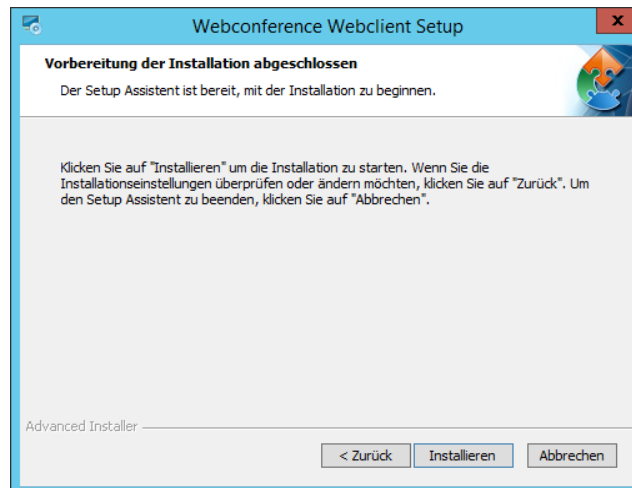 Webconference Webclient Setup
x
Vorbereitung der Installation abgeschlossen
Der Setup Assistent ist bereit, mit der Installation zu beginnen.
Klicken Sie auf "Installieren" um die Installation zu starten. Wenn Sie die
Installationseinstellungen überprüfen oder ändern möchten, klicken Sie auf "Zurück". Um
den Setup Assistent zu beenden, klicken Sie auf "Abbrechen".
Advanced Installer
< Zurück Installieren Abbrechen